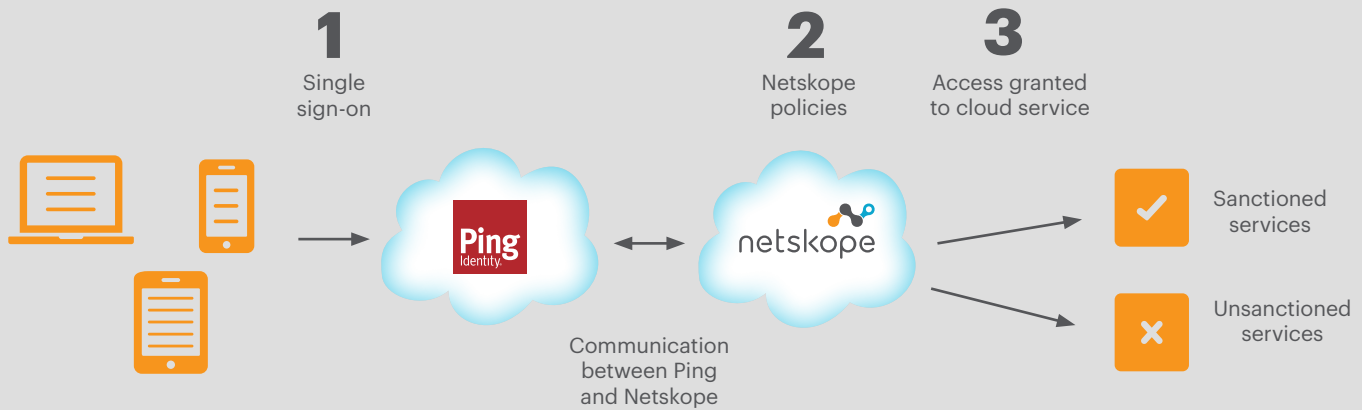 1
Single
sign-on
2
Netskope
policies
3
Access granted
to cloud service
Ping
Identity.
netskope
Communication
between Ping
and Netskope
Sanctioned
services
Unsanctioned
services